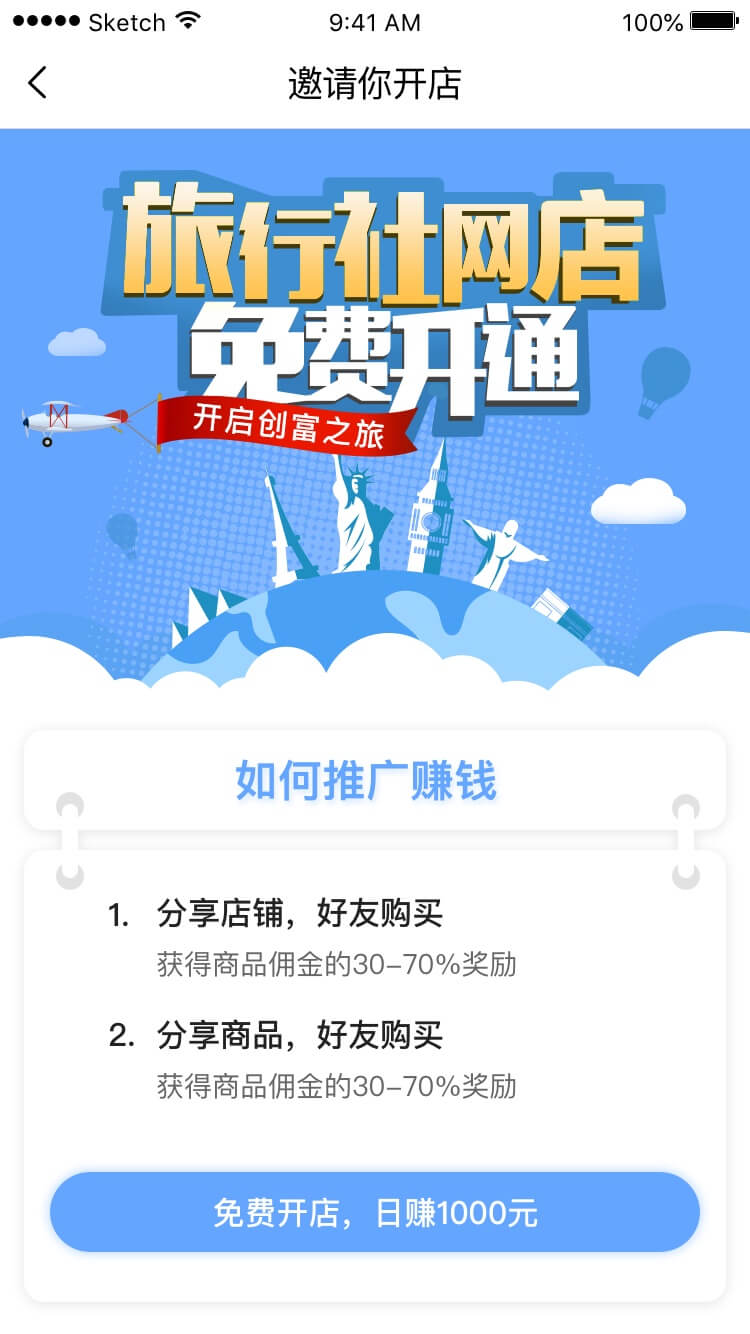 ●●●●● Sketch 9:41 AM 100%
邀请你开店
旅行社网店
免费开通
开启创富之旅
如何推广赚钱
1. 分享店铺，好友购买
获得商品佣金的30–70%奖励
2. 分享商品，好友购买
获得商品佣金的30–70%奖励
免费开店，日赚1000元